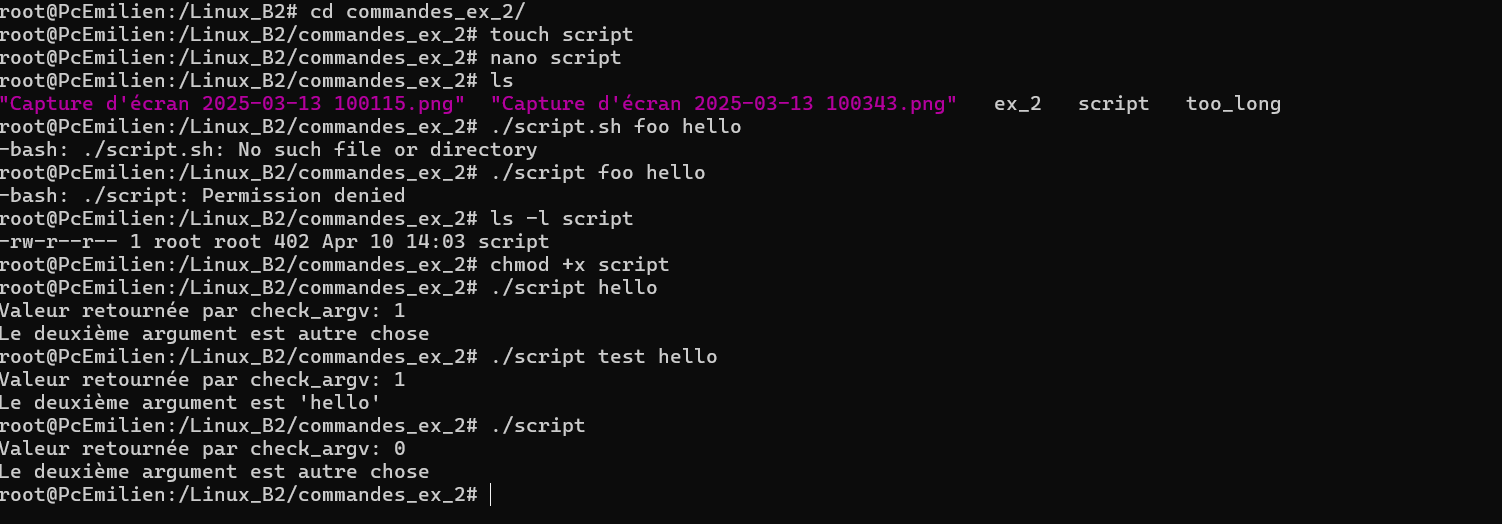 root@PcEmilien:/Linux_B2# cd commandes_ex_2/
root@PcEmilien:/Linux_B2/commandes_ex_2# touch script
root@PcEmilien:/Linux_B2/commandes_ex_2# nano script
root@PcEmilien:/Linux_B2/commandes_ex_2# ls
"Capture d'écran 2025-03-13 100115.png"  "Capture d'écran 2025-03-13 100343.png"   ex_2   script   too_long
root@PcEmilien:/Linux_B2/commandes_ex_2# ./script.sh foo hello
-bash: ./script.sh: No such file or directory
root@PcEmilien:/Linux_B2/commandes_ex_2# ./script foo hello
-bash: ./script: Permission denied
root@PcEmilien:/Linux_B2/commandes_ex_2# ls -l script
-rw-r--r-- 1 root root 402 Apr 10 14:03 script
root@PcEmilien:/Linux_B2/commandes_ex_2# chmod +x script
root@PcEmilien:/Linux_B2/commandes_ex_2# ./script hello
Valeur retournée par check_argv: 1
Le deuxième argument est autre chose
root@PcEmilien:/Linux_B2/commandes_ex_2# ./script test hello
Valeur retournée par check_argv: 1
Le deuxième argument est 'hello'
root@PcEmilien:/Linux_B2/commandes_ex_2# ./script
Valeur retournée par check_argv: 0
Le deuxième argument est autre chose
root@PcEmilien:/Linux_B2/commandes_ex_2#